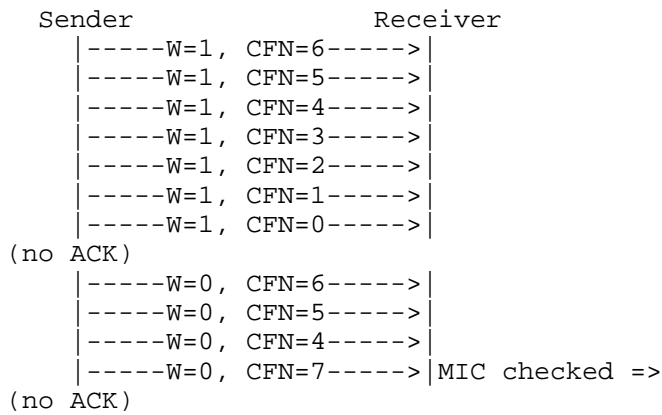 Sender                Receiver
|-----W=1, CFN=6----->|
|-----W=1, CFN=5----->|
|-----W=1, CFN=4----->|
|-----W=1, CFN=3----->|
|-----W=1, CFN=2----->|
|-----W=1, CFN=1----->|
|-----W=1, CFN=0----->|
(no ACK)
|-----W=0, CFN=6----->|
|-----W=0, CFN=5----->|
|-----W=0, CFN=4----->|
|-----W=0, CFN=7----->|MIC checked =>
(no ACK)